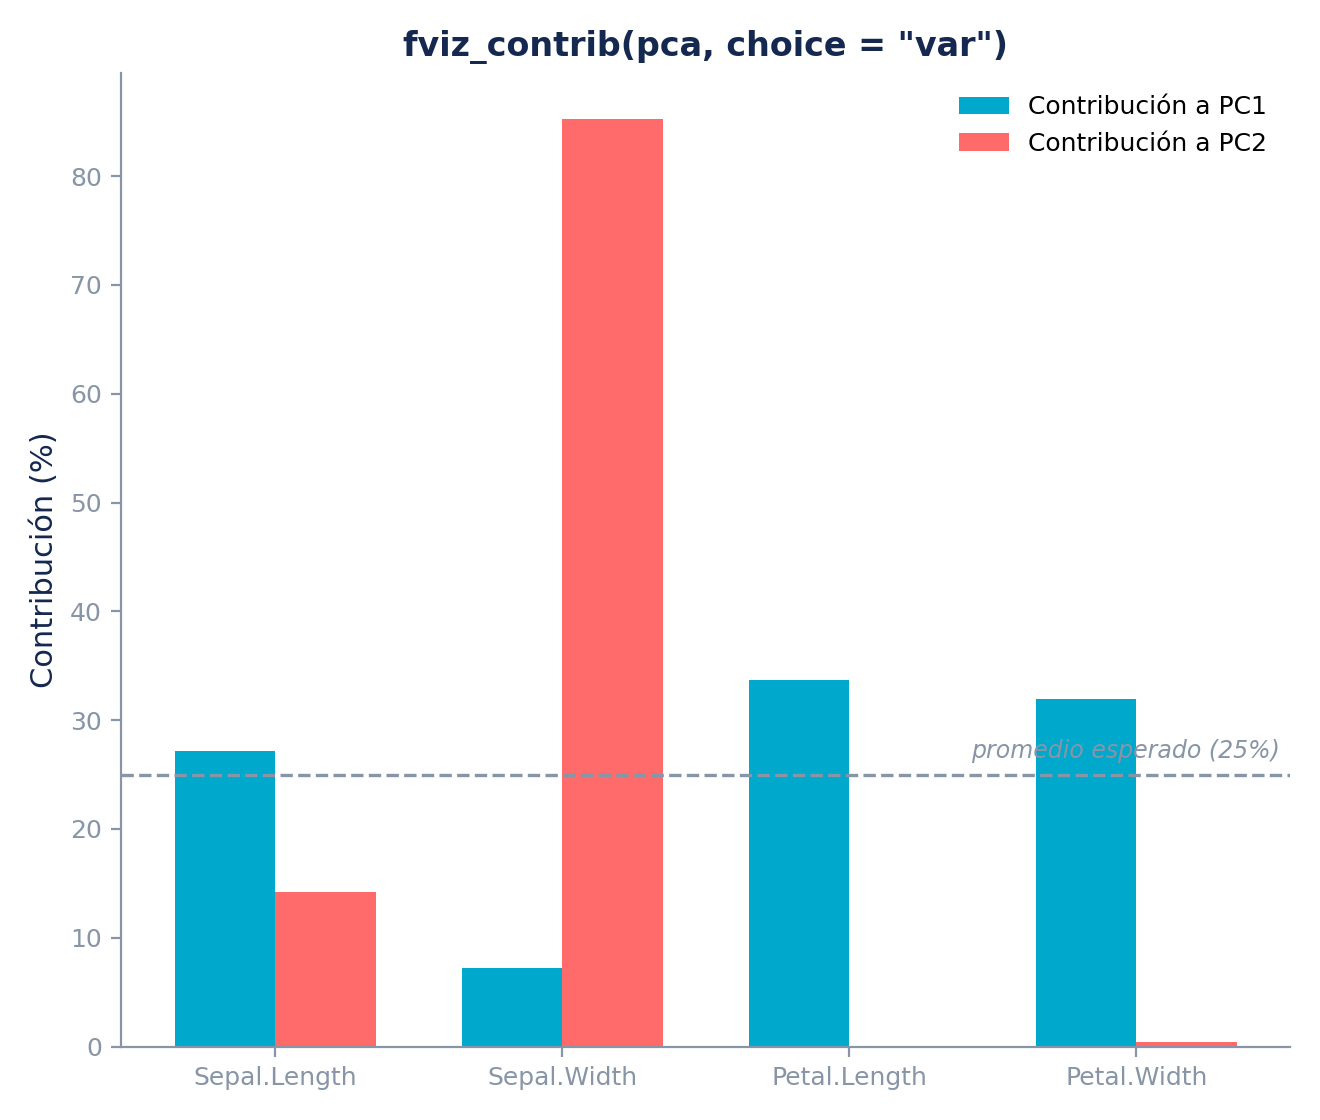 fviz_contrib(pca, choice = "var")
Contribución a PC1
Contribución a PC2
Contribución (%)
80
70
60
50
40
30
20
10
0
promedio esperado (25%)
Sepal.Length
Sepal.Width
Petal.Length
Petal.Width